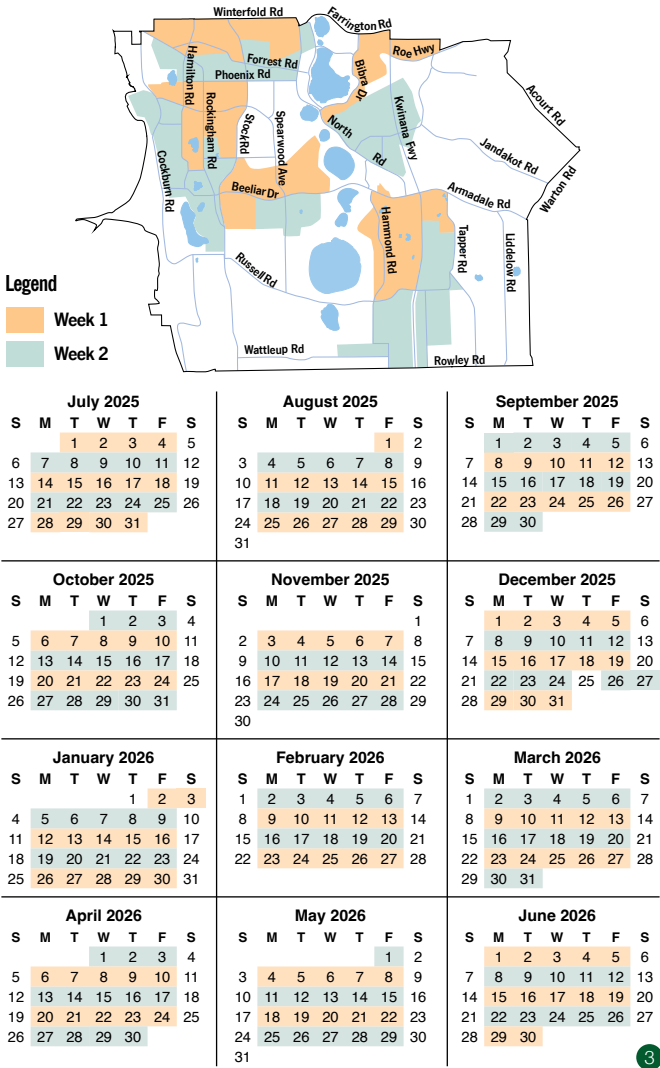 Winterfold Rd
Farrington Rd
Roe Hwy
Hamilton Rd
Forrest Rd
Phoenix Rd
Bibra Dr
Rockingham Rd
Stock Rd
Spearwood Ave
North
Rd
Kwinana Fwy
Acourt Rd
Jandakot Rd
Cockburn Rd
Beeliar Dr
Armadale Rd
Warton Rd
Hammond Rd
Tapper Rd
Liddelow Rd
Russell Rd
Wattleup Rd
Rowley Rd
Legend
Week 1
Week 2
July 2025
S M T W T F S
1 2 3 4 5
6 7 8 9 10 11 12
13 14 15 16 17 18 19
20 21 22 23 24 25 26
27 28 29 30 31
August 2025
S M T W T F S
1 2
3 4 5 6 7 8 9
10 11 12 13 14 15 16
17 18 19 20 21 22 23
24 25 26 27 28 29 30
31
September 2025
S M T W T F S
1 2 3 4 5 6
7 8 9 10 11 12 13
14 15 16 17 18 19 20
21 22 23 24 25 26 27
29 30
October 2025
S M T W T F S
1 2 3 4
5 6 7 8 9 10 11
12 13 14 15 16 17 18
19 20 21 22 23 24 25
26 27 28 29 30 31
November 2025
S M T W T F S
1
2 3 4 5 6 7 8
9 10 11 12 13 14 15
16 17 18 19 20 21 22
23 24 25 26 27 28 29
30
December 2025
S M T W T F S
1 2 3 4 5 6
7 8 9 10 11 12 13
14 15 16 17 18 19 20
21 22 23 24 25 26 27
28 29 30 31
January 2026
S M T W T F S
1 2 3
4 5 6 7 8 9 10
11 12 13 14 15 16 17
18 19 20 21 22 23 24
25 26 27 28 29 30 31
February 2026
S M T W T F S
1 2 3 4 5 6 7
8 9 10 11 12 13 14
15 16 17 18 19 20 21
22 23 24 25 26 27 28
March 2026
S M T W T F S
1 2 3 4 5 6 7
8 9 10 11 12 13 14
15 16 17 18 19 20 21
22 23 24 25 26 27 28
29 30 31
April 2026
S M T W T F S
1 2 3 4
5 6 7 8 9 10 11
12 13 14 15 16 17 18
19 20 21 22 23 24 25
26 27 28 29 30
May 2026
S M T W T F S
1 2
3 4 5 6 7 8 9
10 11 12 13 14 15 16
17 18 19 20 21 22 23
24 25 26 27 28 29 30
31
June 2026
S M T W T F S
1 2 3 4 5 6
7 8 9 10 11 12 13
14 15 16 17 18 19 20
21 22 23 24 25 26 27
28 29 30
3